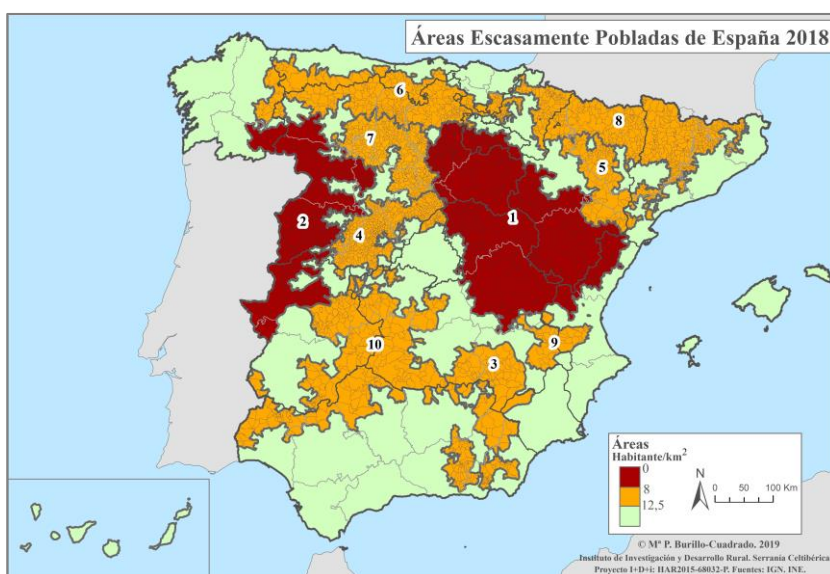 Áreas Escasamente Pobladas de España 2018
6
8
7
5
1
2
4
10
9
3
Áreas
Habitante/km²
0
8
12,5
N
0 50 100 Km
© Mª P. Burillo-Cuadrado. 2019
Instituto de Investigación y Desarrollo Rural. Serranía Celtibérica
Proyecto I+D+i: HAR2015-68032-P. Fuentes: IGN. INE.